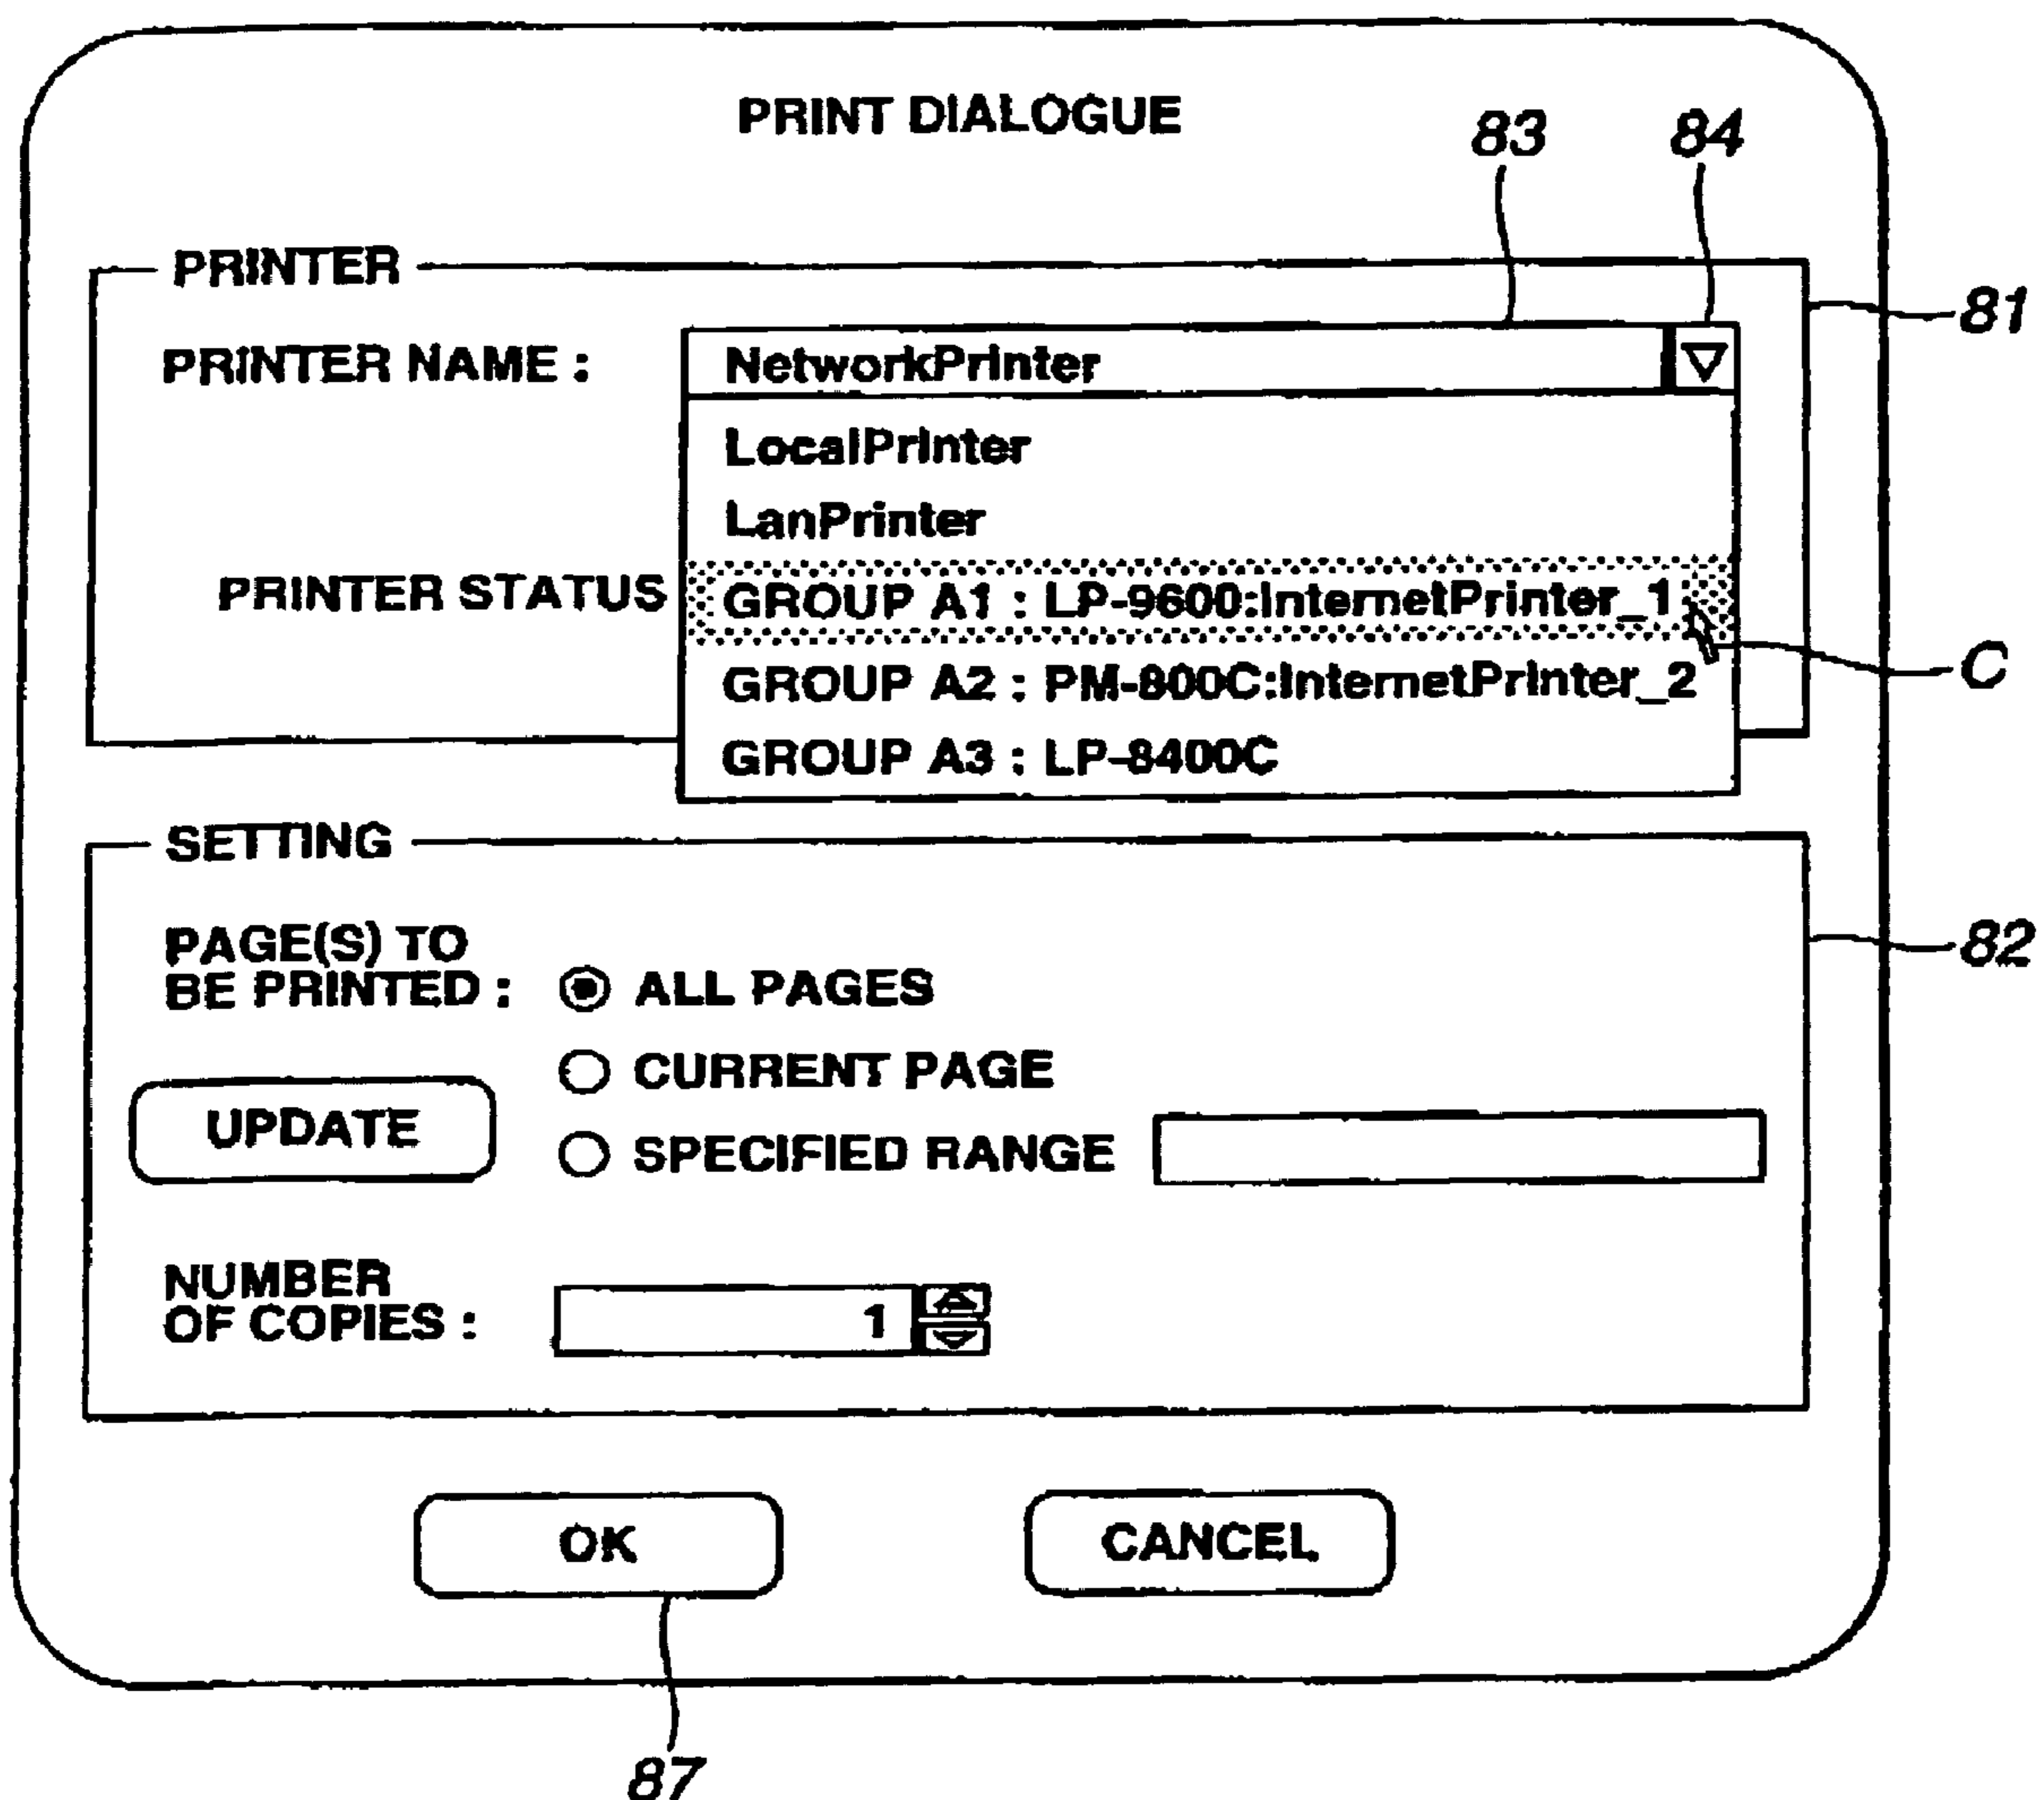 PRINT DIALOGUE
83
84
PRINTER
81
PRINTER NAME :
NetworkPrinter
LocalPrinter
LanPrinter
PRINTER STATUS
GROUP A1 : LP-9600:InternetPrinter_1
C
GROUP A2 : PM-800C:InternetPrinter_2
GROUP A3 : LP-8400C
SETTING
82
PAGE(S) TO
BE PRINTED :
ALL PAGES
CURRENT PAGE
UPDATE
SPECIFIED RANGE
NUMBER
OF COPIES :
1
OK
CANCEL
87